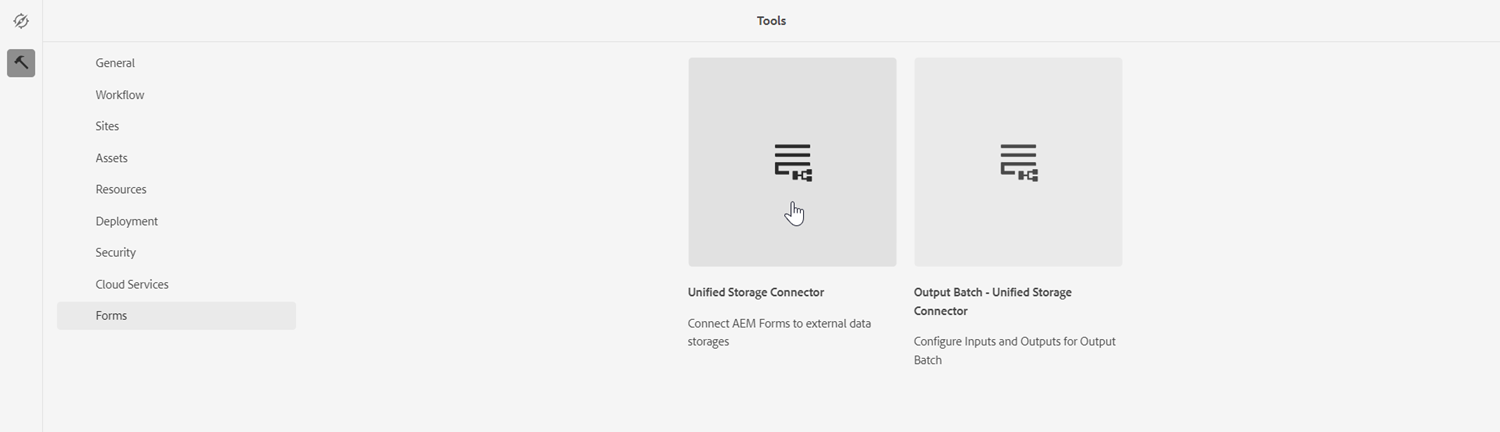 Tools
General
Workflow
Sites
Assets
Resources
Deployment
Security
Cloud Services
Forms
Unified Storage Connector
Connect AEM Forms to external data
storages
Output Batch - Unified Storage
Connector
Configure Inputs and Outputs for Output
Batch